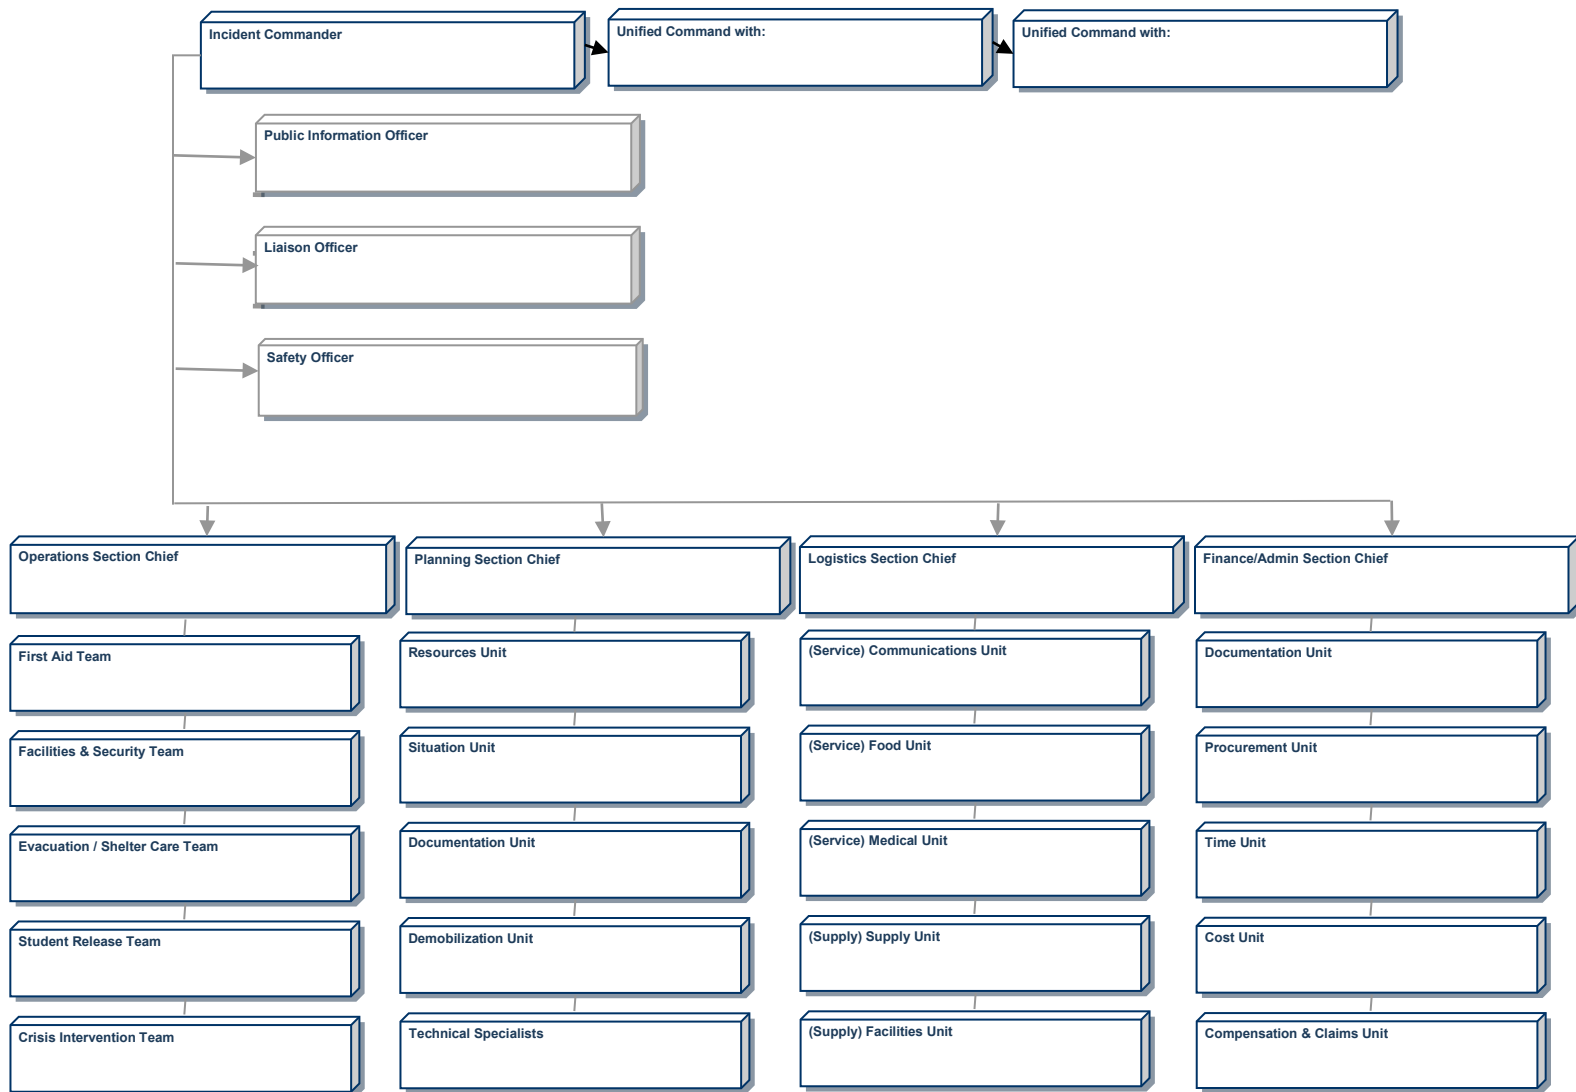 Incident Commander
Unified Command with:
Unified Command with:
Public Information Officer
Liaison Officer
Safety Officer
Operations Section Chief
Planning Section Chief
Logistics Section Chief
Finance/Admin Section Chief
First Aid Team
Resources Unit
(Service) Communications Unit
Documentation Unit
Facilities & Security Team
Situation Unit
(Service) Food Unit
Procurement Unit
Evacuation / Shelter Care Team
Documentation Unit
(Service) Medical Unit
Time Unit
Student Release Team
Demobilization Unit
(Supply) Supply Unit
Cost Unit
Crisis Intervention Team
Technical Specialists
(Supply) Facilities Unit
Compensation & Claims Unit